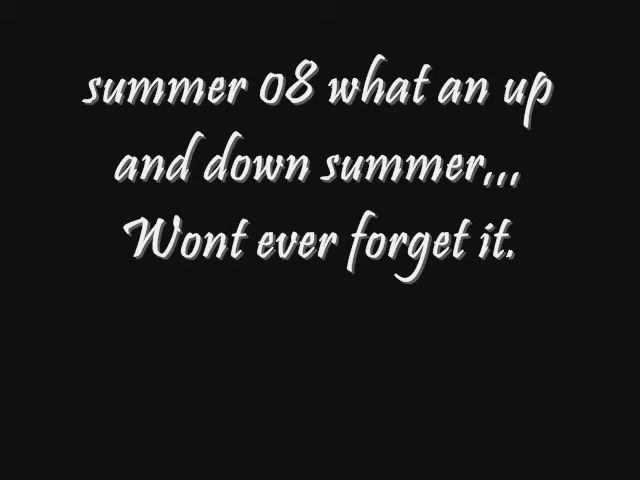 summer 08 what an up
and down summer,,,
Wont ever forget it.